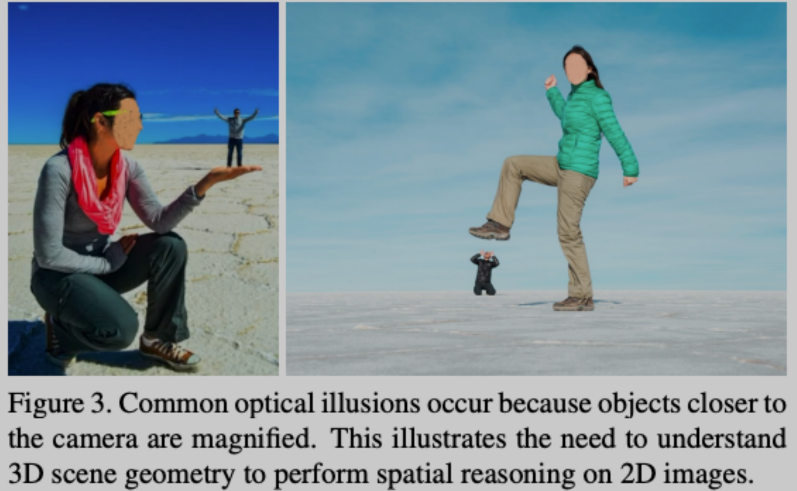 Figure 3. Common optical illusions occur because objects closer to
the camera are magnified. This illustrates the need to understand
3D scene geometry to perform spatial reasoning on 2D images.